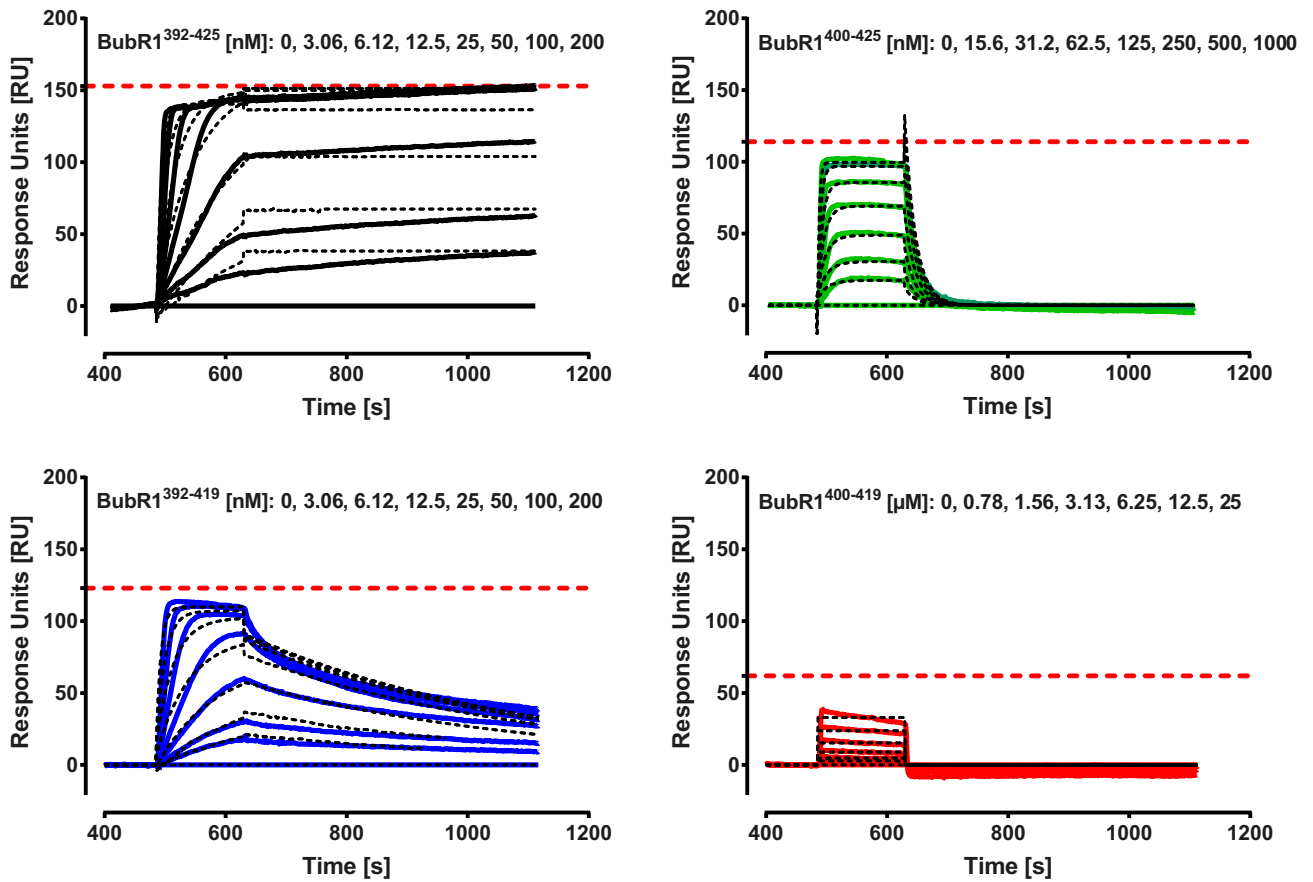 BubR1392-425 [nM]: 0, 3.06, 6.12, 12.5, 25, 50, 100, 200
Response Units [RU]
200
150
100
50
0
400 600 800 1000 1200
Time [s]
BubR1400-425 [nM]: 0, 15.6, 31.2, 62.5, 125, 250, 500, 1000
Response Units [RU]
200
150
100
50
0
400 600 800 1000 1200
Time [s]
BubR1392-419 [nM]: 0, 3.06, 6.12, 12.5, 25, 50, 100, 200
Response Units [RU]
200
150
100
50
0
400 600 800 1000 1200
Time [s]
BubR1400-419 [µM]: 0, 0.78, 1.56, 3.13, 6.25, 12.5, 25
Response Units [RU]
200
150
100
50
0
400 600 800 1000 1200
Time [s]